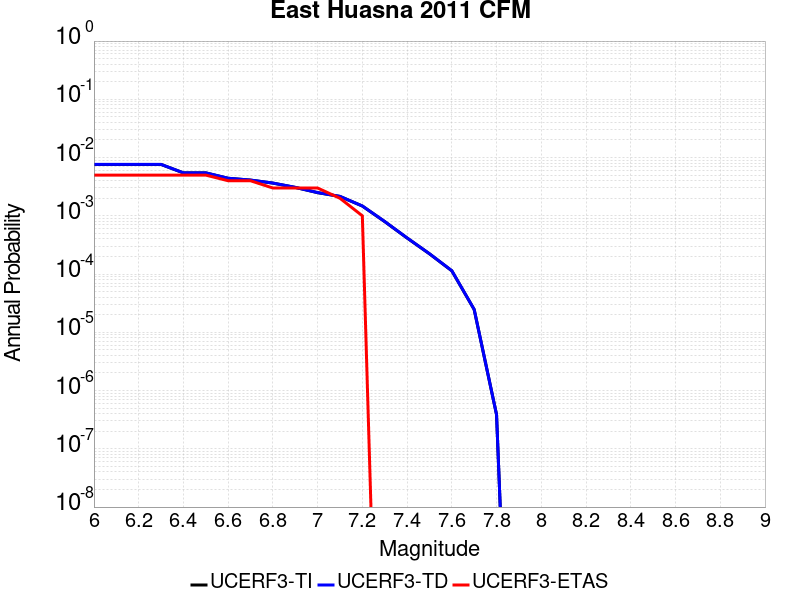 East Huasna 2011 CFM
10^0
10^-1
10^-2
10^-3
10^-4
10^-5
10^-6
10^-7
10^-8
Annual Probability
6 6.2 6.4 6.6 6.8 7 7.2 7.4 7.6 7.8 8 8.2 8.4 8.6 8.8 9
Magnitude
UCERF3-TI UCERF3-TD UCERF3-ETAS